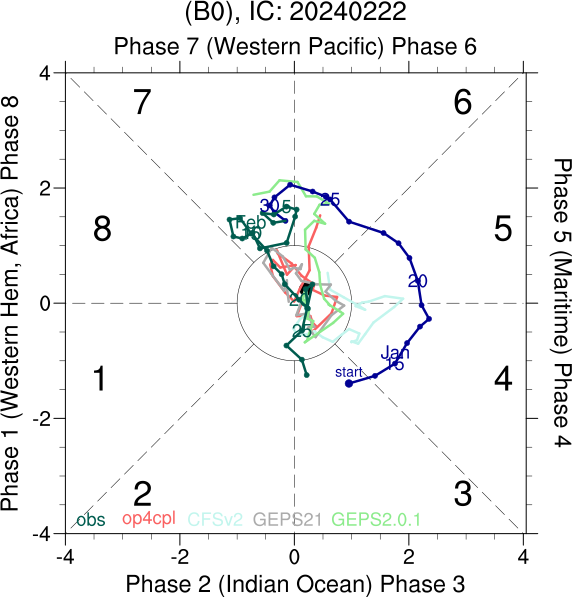 (B0), IC: 20240222
Phase 7 (Western Pacific) Phase 6
Phase 1 (Western Hem, Africa) Phase 8
Phase 5 (Maritime) Phase 4
4
2
0
-2
-4
7
6
8
5
1
4
2
3
30
5
25
Feb
10
20
25
Jan
15
start
obs
op4cpl
CFSv2
GEPS21
GEPS2.0.1
-4
-2
0
2
4
Phase 2 (Indian Ocean) Phase 3